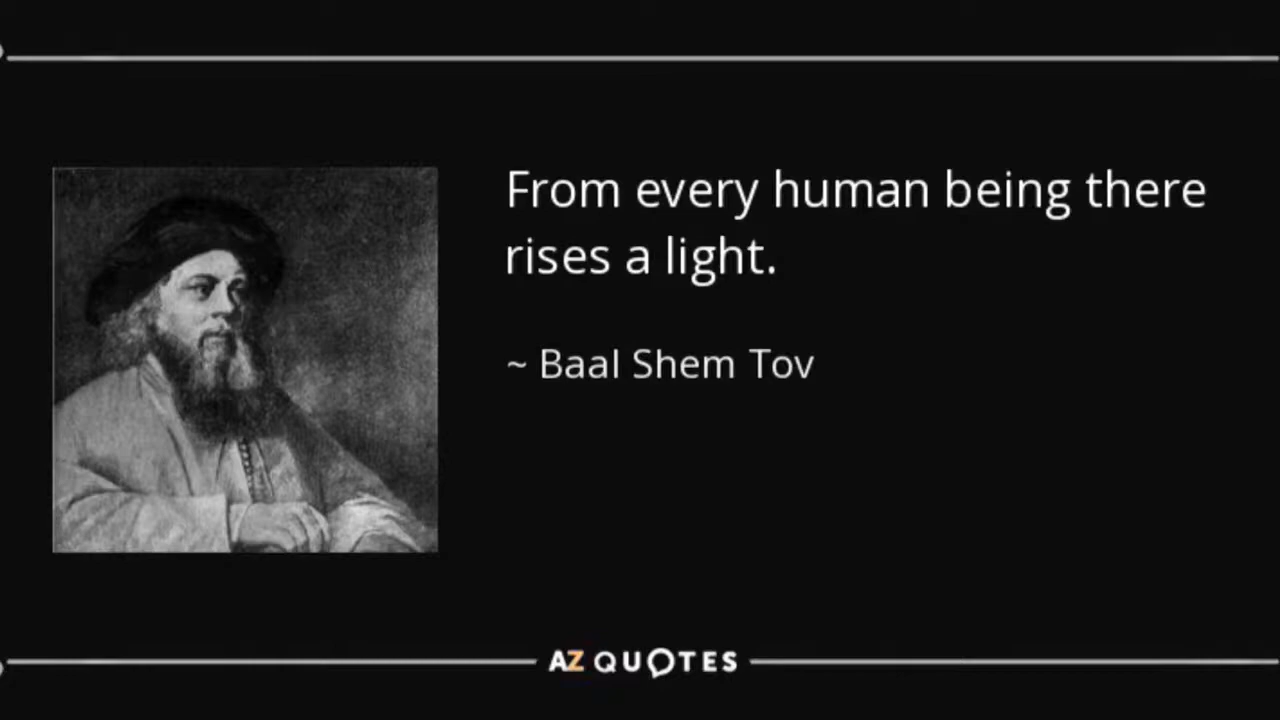 From every human being there
rises a light.
~ Baal Shem Tov
AZ QUOTES